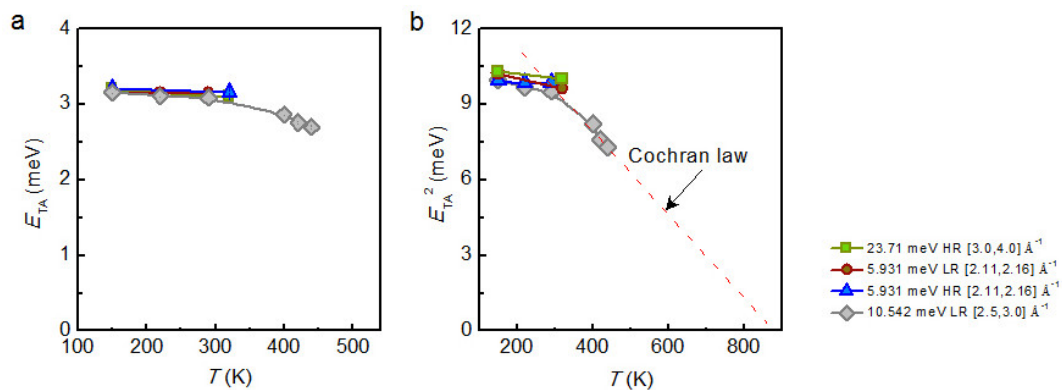 a
4
3
2
1
0
E_TA (meV)
100 200 300 400 500
T (K)
b
12
9
6
3
0
E_TA² (meV)
200 400 600 800
T (K)
Cochran law
23.71 meV HR [3.0,4.0] Å⁻¹
5.931 meV LR [2.11,2.16] Å⁻¹
5.931 meV HR [2.11,2.16] Å⁻¹
10.542 meV LR [2.5,3.0] Å⁻¹